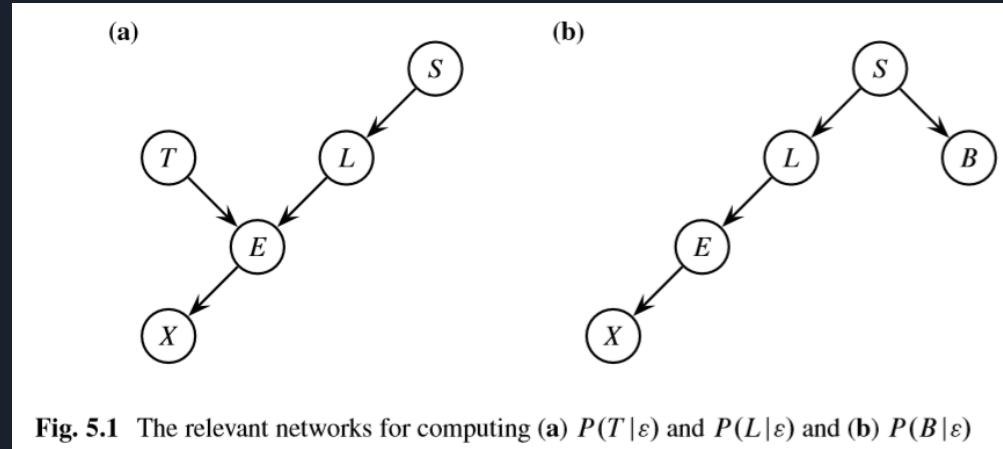 (a)
(b)
S
S
T
L
L
B
E
E
X
X
Fig. 5.1 The relevant networks for computing (a) P(T|ε) and P(L|ε) and (b) P(B|ε)